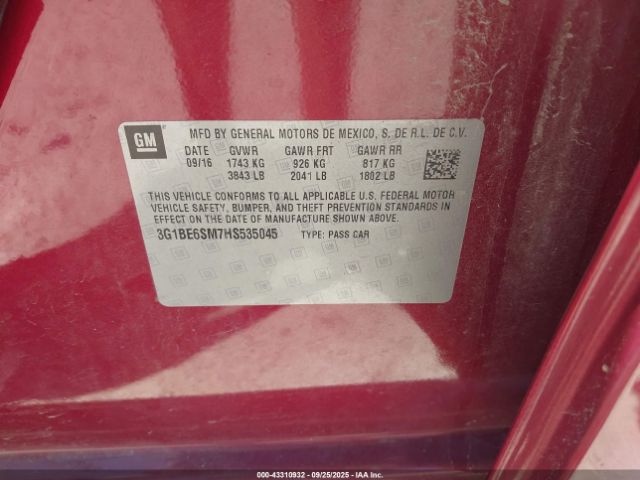 GM
MFD BY GENERAL MOTORS DE MEXICO, S. DE R.L. DE C.V.
DATE GVWR GAWR FRT GAWR RR
09/16 1743 KG 926 KG 817 KG
3843 LB 2041 LB 1802 LB
THIS VEHICLE CONFORMS TO ALL APPLICABLE U.S. FEDERAL MOTOR
VEHICLE SAFETY, BUMPER, AND THEFT PREVENTION STANDARDS IN
EFFECT ON THE DATE OF MANUFACTURE SHOWN ABOVE.
3G1BE6SM7HS535045 TYPE: PASS CAR
000-43310932 - 09/25/2025 - IAA Inc.